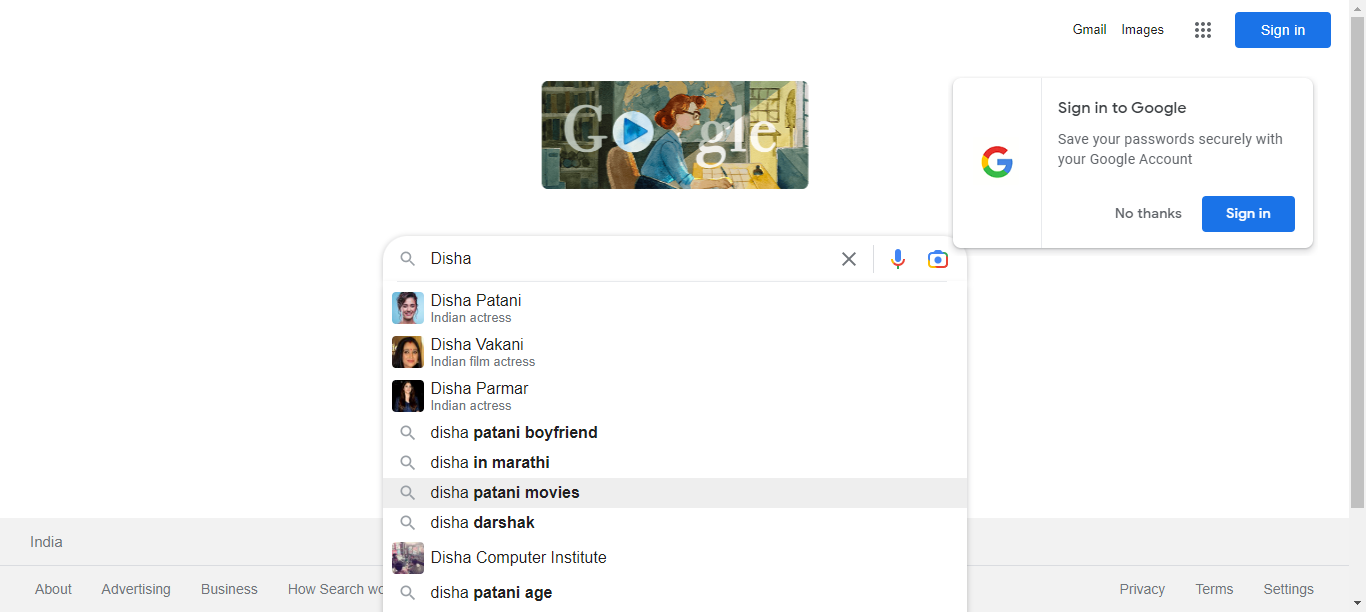 Gmail Images Sign in
Google
Sign in to Google
Save your passwords securely with
your Google Account
No thanks Sign in
Disha
Disha Patani
Indian actress
Disha Vakani
Indian film actress
Disha Parmar
Indian actress
disha patani boyfriend
disha in marathi
disha patani movies
disha darshak
Disha Computer Institute
disha patani age
India
About Advertising Business How Search wo
Privacy Terms Settings